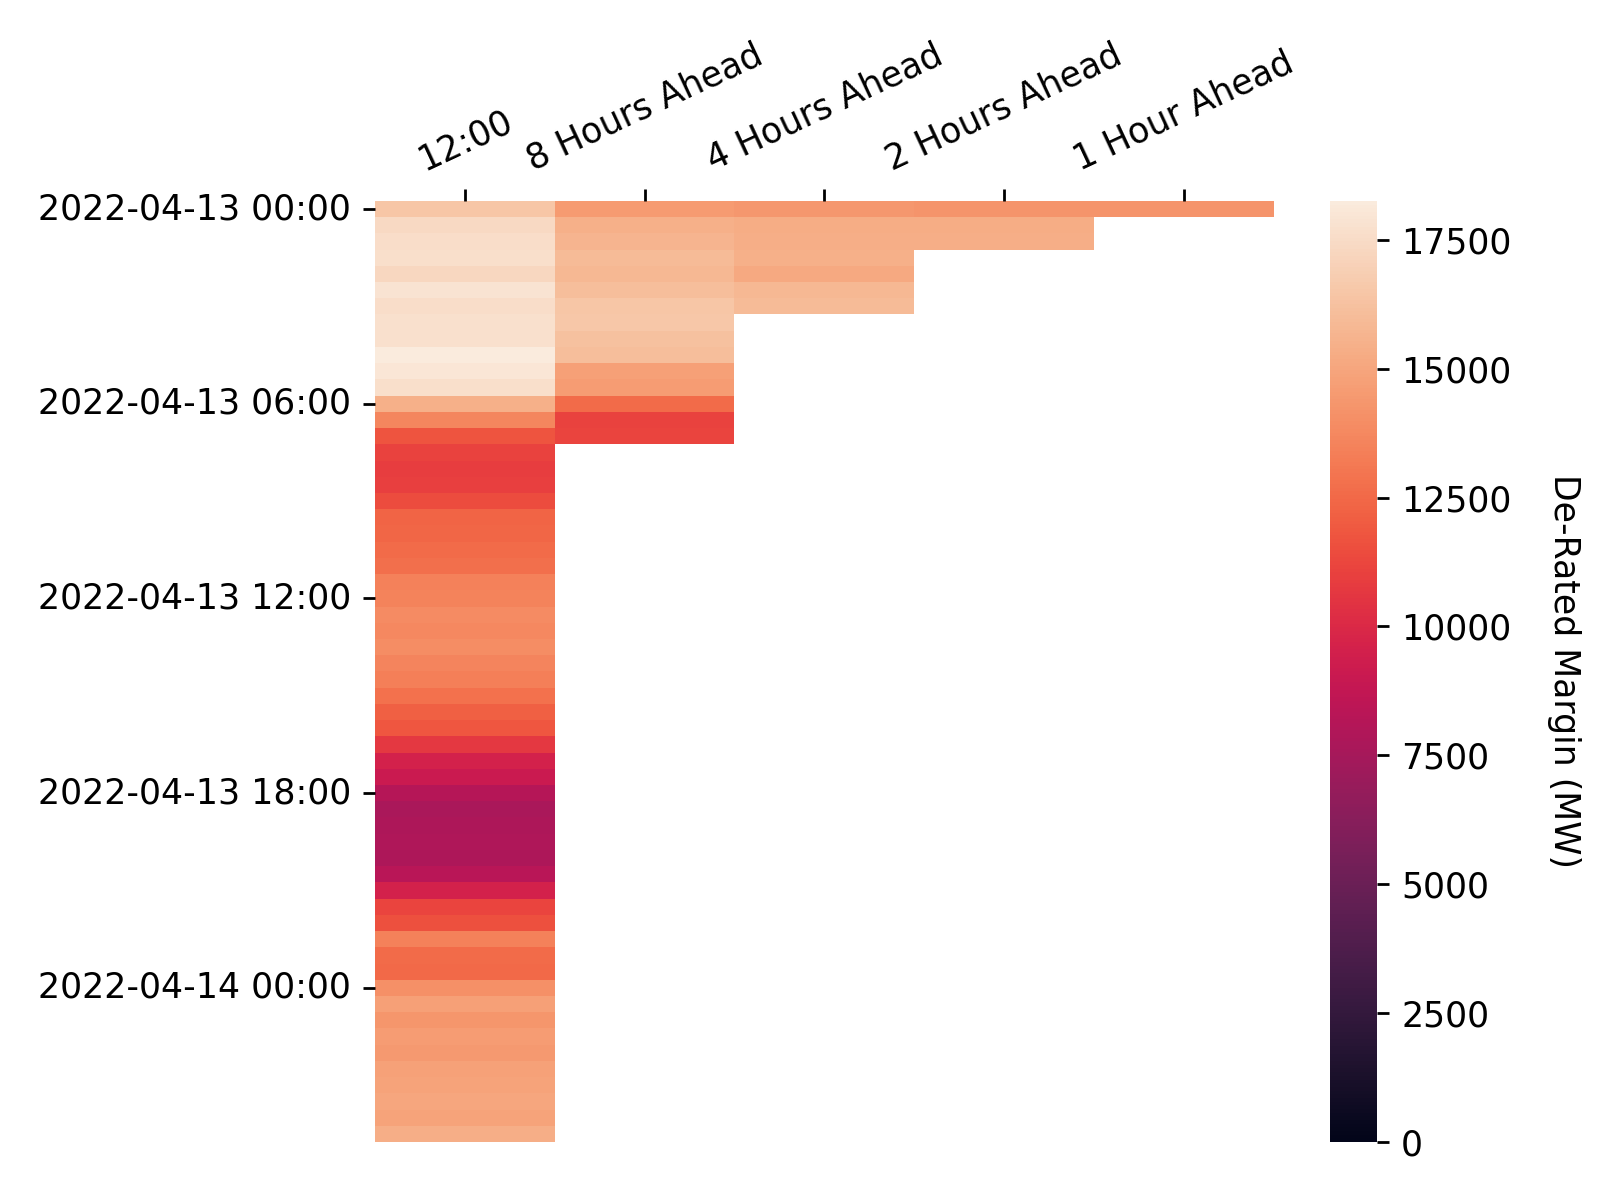 12:00
8 Hours Ahead
4 Hours Ahead
2 Hours Ahead
1 Hour Ahead
2022-04-13 00:00
2022-04-13 06:00
2022-04-13 12:00
2022-04-13 18:00
2022-04-14 00:00
17500
15000
12500
10000
7500
5000
2500
0
De-Rated Margin (MW)